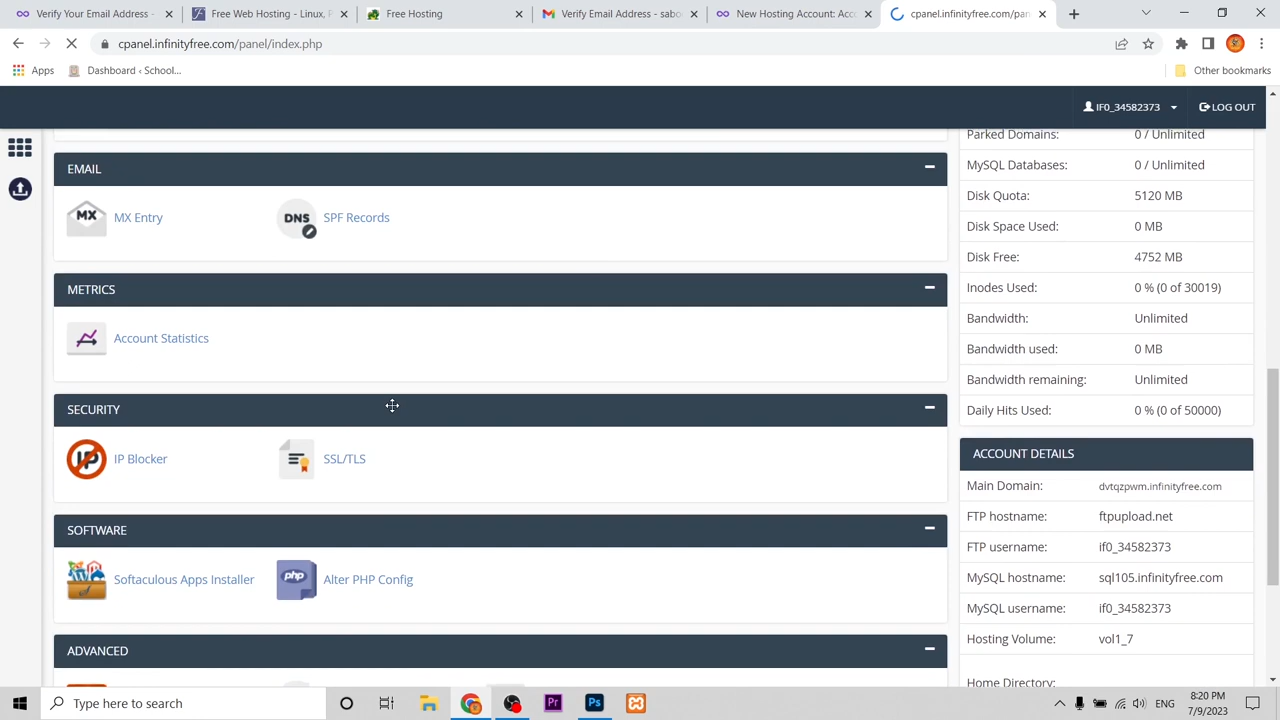 Verify Your Email Address -
Free Web Hosting - Linux, P
Free Hosting
Verify Email Address - sabo
New Hosting Account: Acc
cpanel.infinityfree.com/pan
cpanel.infinityfree.com/panel/index.php
Apps
Dashboard ‹ School...
Other bookmarks
IF0_34582373
LOG OUT
EMAIL
MX
MX Entry
DNS
SPF Records
METRICS
Account Statistics
SECURITY
IP
IP Blocker
SSL/TLS
SOFTWARE
Softaculous Apps Installer
php
Alter PHP Config
ADVANCED
Parked Domains: 0 / Unlimited
MySQL Databases: 0 / Unlimited
Disk Quota: 5120 MB
Disk Space Used: 0 MB
Disk Free: 4752 MB
Inodes Used: 0 % (0 of 30019)
Bandwidth: Unlimited
Bandwidth used: 0 MB
Bandwidth remaining: Unlimited
Daily Hits Used: 0 % (0 of 50000)
ACCOUNT DETAILS
Main Domain: dvtqzpwm.infinityfree.com
FTP hostname: ftpupload.net
FTP username: if0_34582373
MySQL hostname: sql105.infinityfree.com
MySQL username: if0_34582373
Hosting Volume: vol1_7
Home Directory:
Type here to search
Pr
Ps
ENG
8:20 PM
7/9/2023